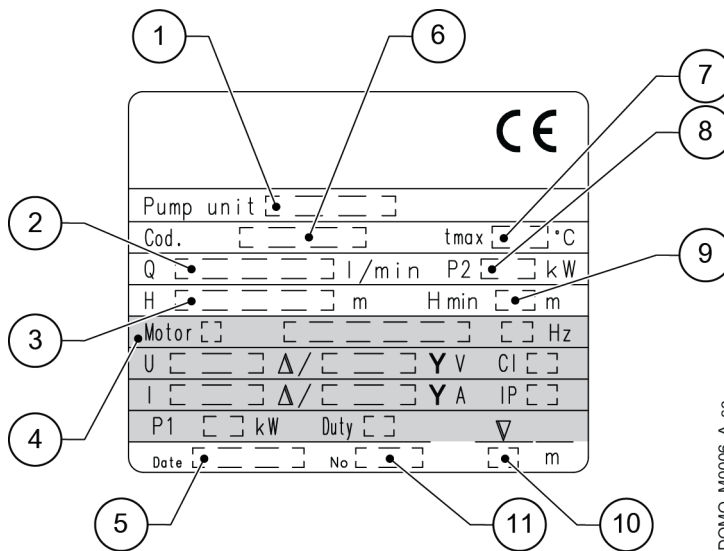 1
6
7
8
2
9
3
4
5
11
10
CE
Pump unit
Cod. tmax °C
Q l/min P2 kW
H m H min m
Motor Hz
U Δ/ Y V Cl
I Δ/ Y A IP
P1 kW Duty ∇
Date No m